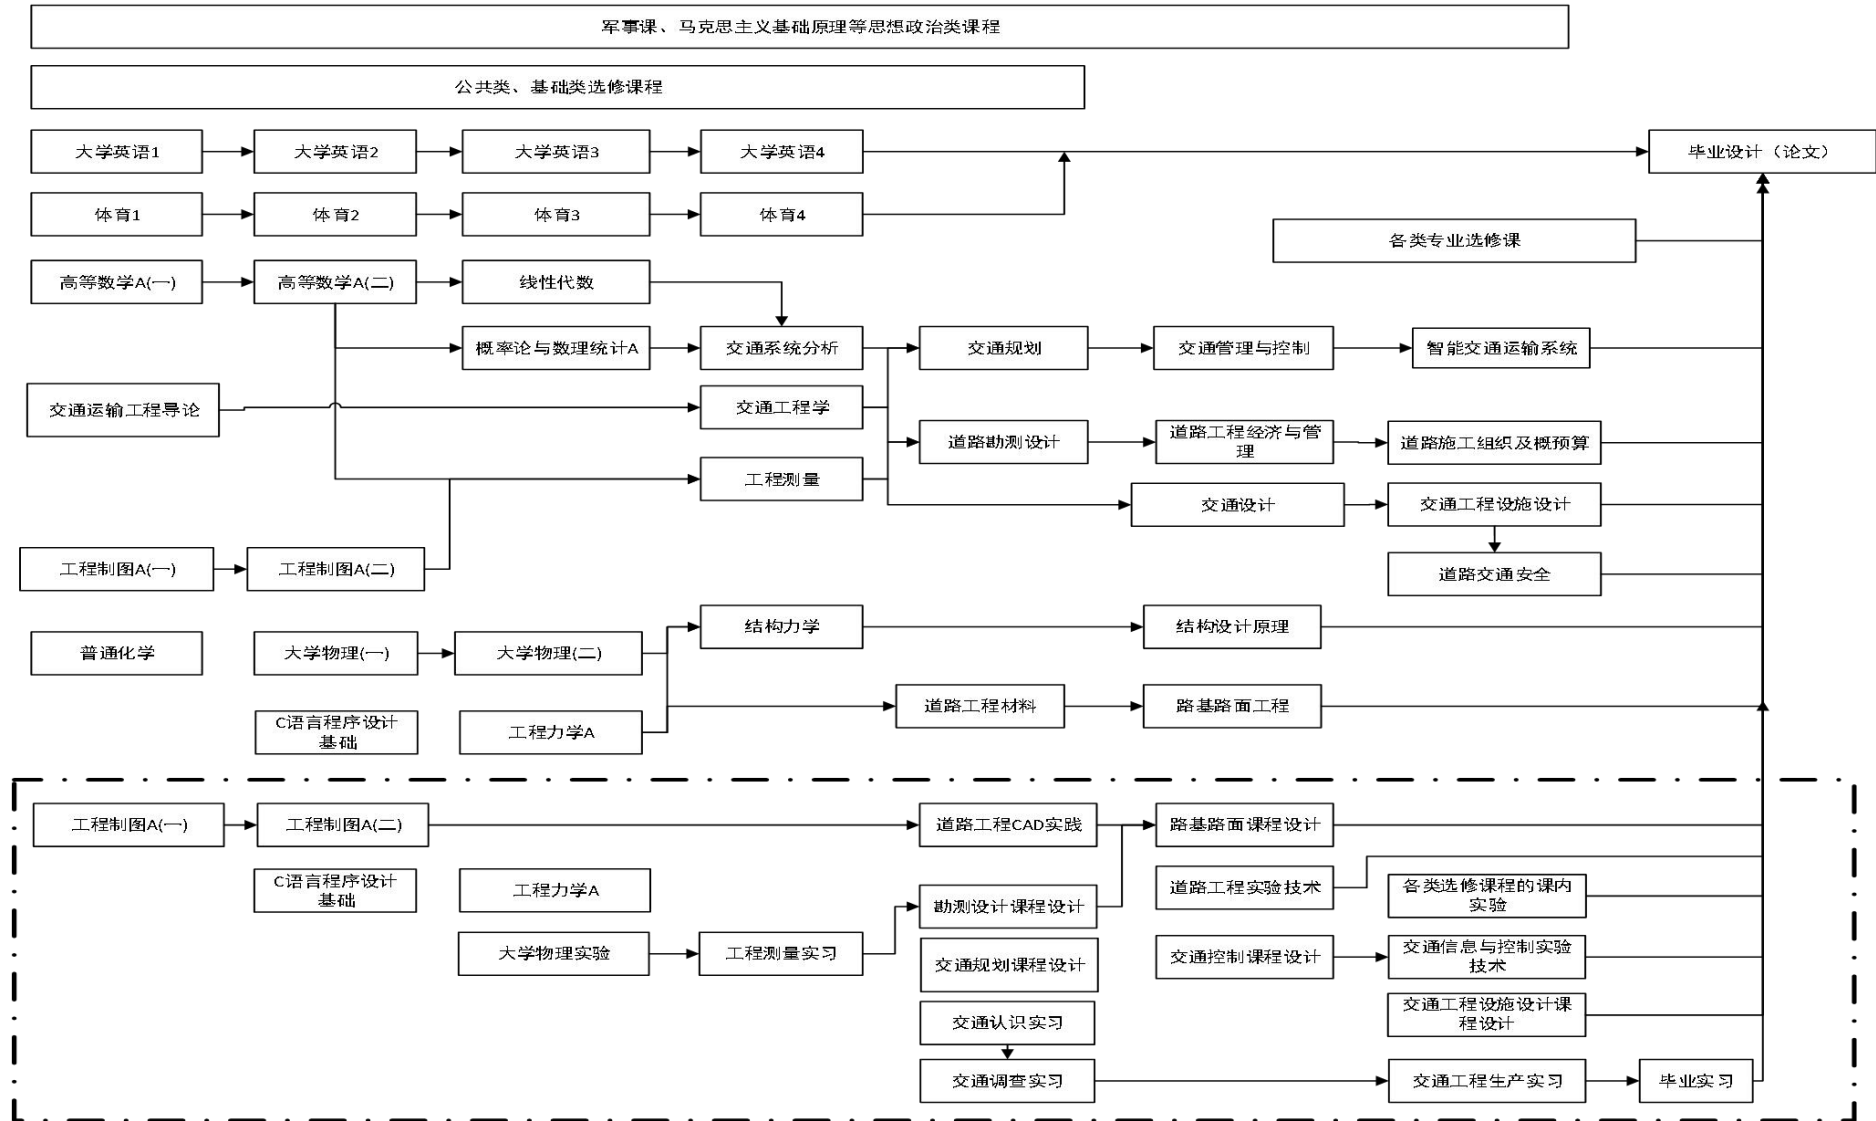 军事课、马克思主义基础原理等思想政治类课程
公共类、基础类选修课程
大学英语1
大学英语2
大学英语3
大学英语4
毕业设计（论文）
体育1
体育2
体育3
体育4
各类专业选修课
高等数学A(一)
高等数学A(二)
线性代数
概率论与数理统计A
交通系统分析
交通规划
交通管理与控制
智能交通运输系统
交通运输工程导论
交通工程学
道路勘测设计
道路工程经济与管
理
道路施工组织及概预算
工程测量
交通设计
交通工程设施设计
工程制图A(一)
工程制图A(二)
道路交通安全
结构力学
结构设计原理
普通化学
大学物理(一)
大学物理(二)
道路工程材料
路基路面工程
C语言程序设计
基础
工程力学A
工程制图A(一)
工程制图A(二)
道路工程CAD实践
路基路面课程设计
C语言程序设计
基础
工程力学A
勘测设计课程设计
道路工程实验技术
各类选修课程的课内
实验
大学物理实验
工程测量实习
交通规划课程设计
交通控制课程设计
交通信息与控制实验
技术
交通认识实习
交通工程设施设计课
程设计
交通调查实习
交通工程生产实习
毕业实习